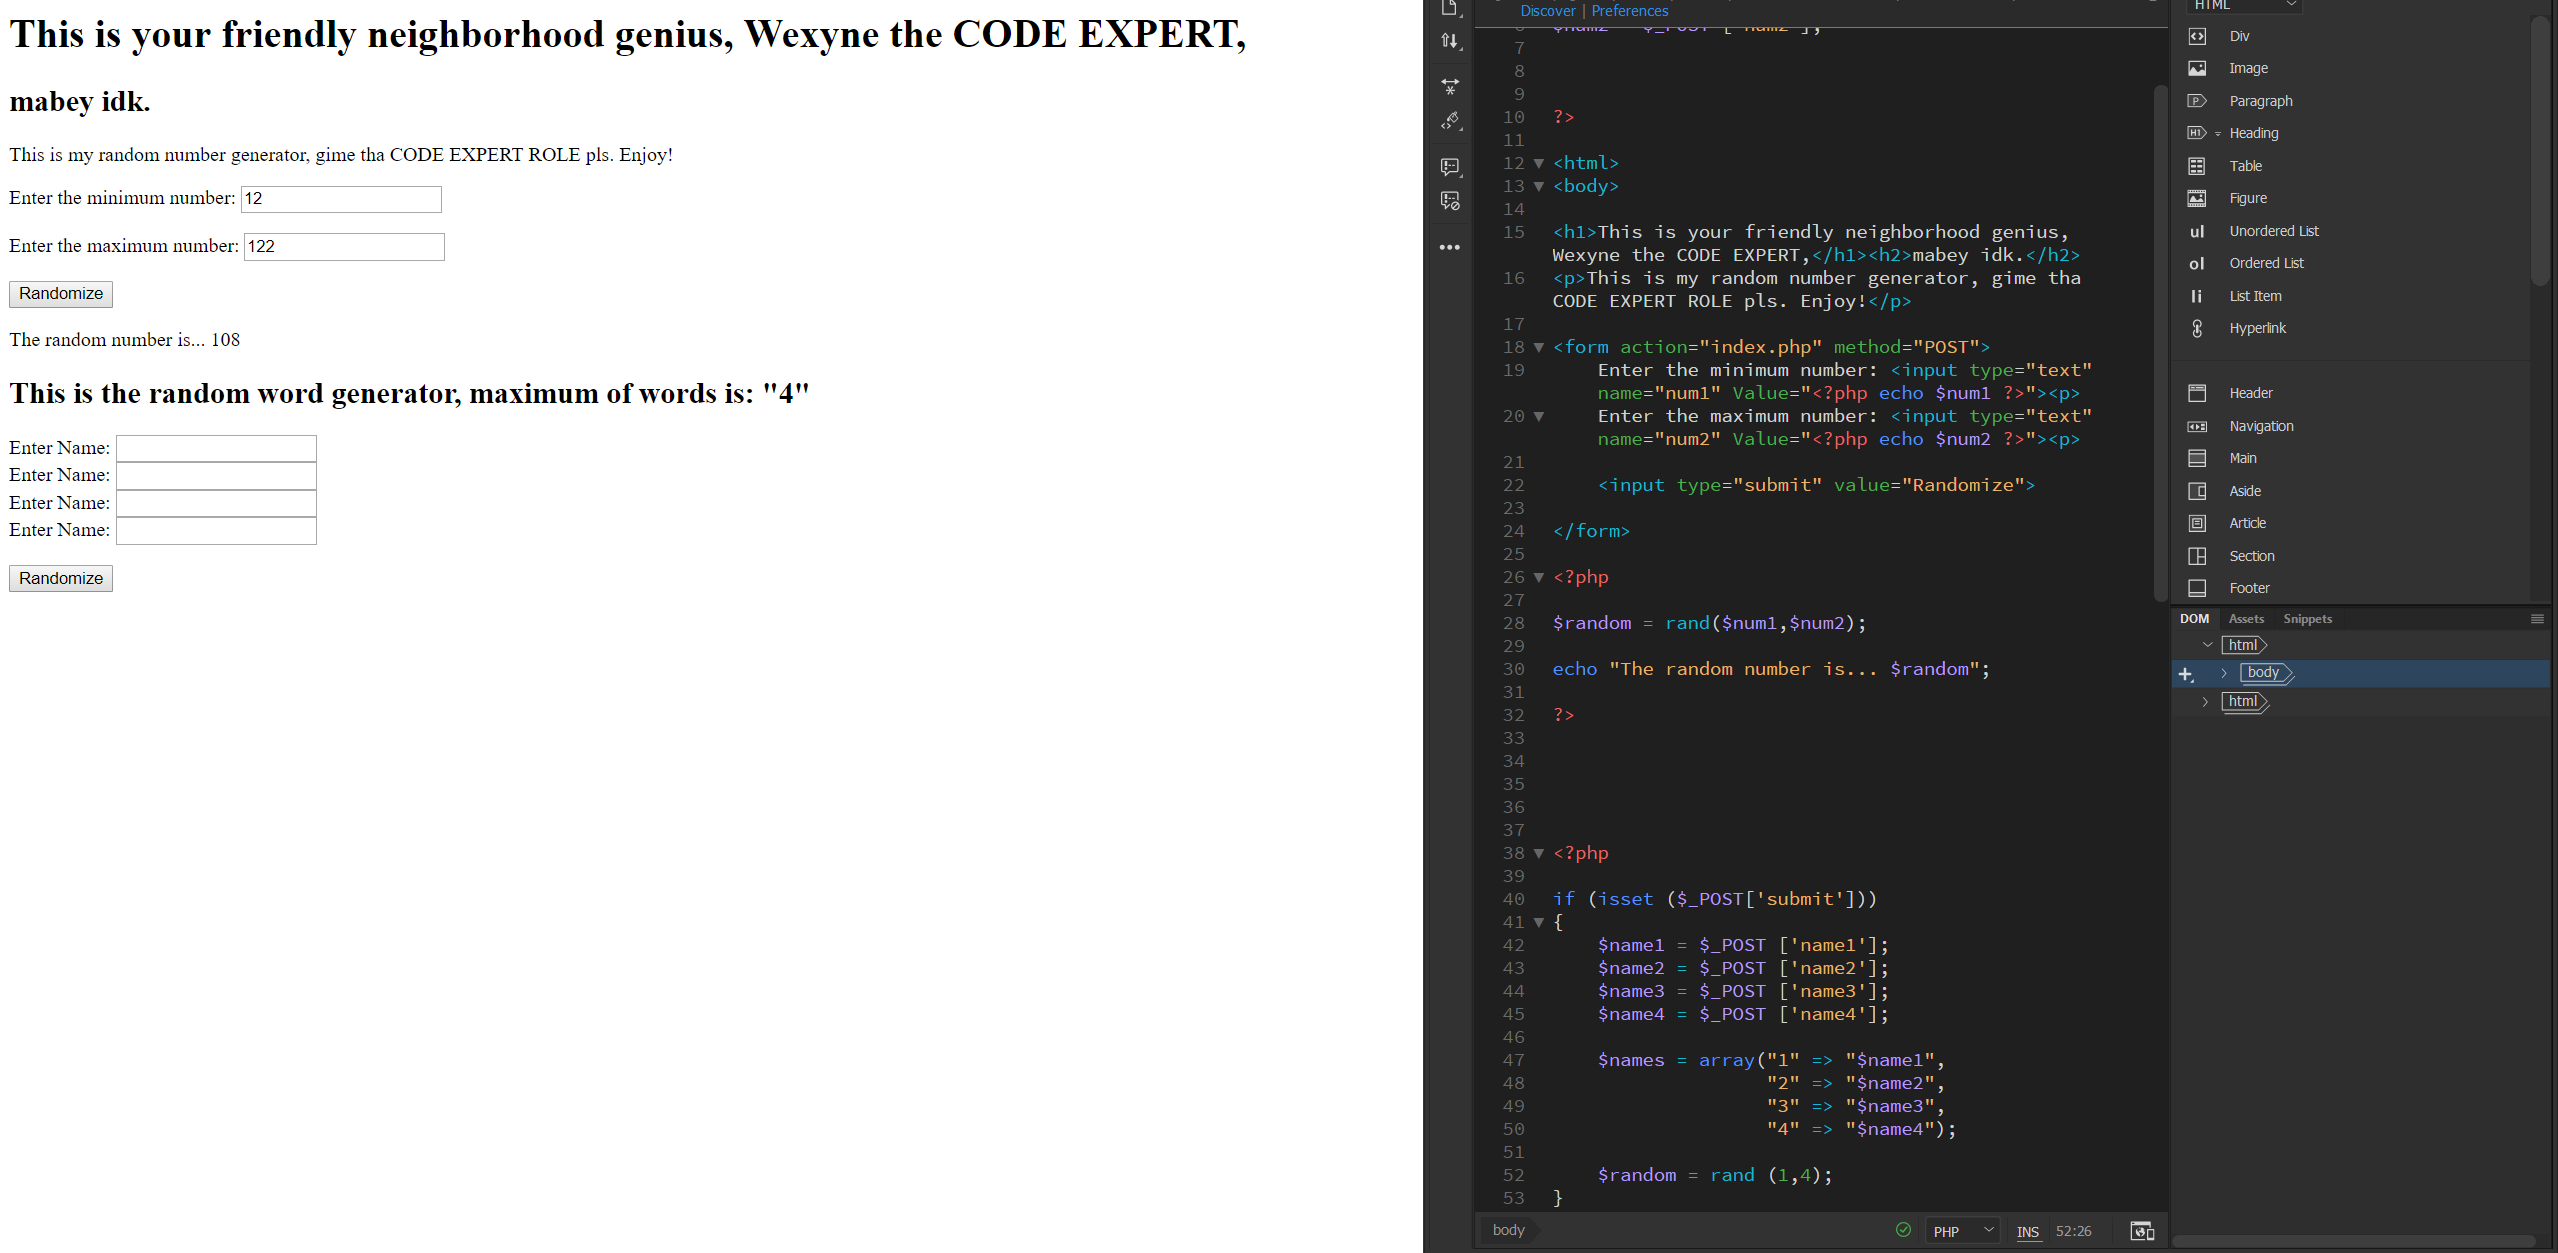 This is your friendly neighborhood genius, Wexyne the CODE EXPERT,
mabey idk.
This is my random number generator, gime tha CODE EXPERT ROLE pls. Enjoy!
Enter the minimum number: 12
Enter the maximum number: 122
Randomize
The random number is... 108
This is the random word generator, maximum of words is: "4"
Enter Name:
Enter Name:
Enter Name:
Enter Name:
Randomize
Discover | Preferences
7
8
9
10 ?>
11
12 <html>
13 <body>
14
15 <h1>This is your friendly neighborhood genius,
Wexyne the CODE EXPERT,</h1><h2>mabey idk.</h2>
16 <p>This is my random number generator, gime tha
CODE EXPERT ROLE pls. Enjoy!</p>
17
18 <form action="index.php" method="POST">
19 Enter the minimum number: <input type="text"
name="num1" Value="<?php echo $num1 ?>"><p>
20 Enter the maximum number: <input type="text"
name="num2" Value="<?php echo $num2 ?>"><p>
21
22 <input type="submit" value="Randomize">
23
24 </form>
25
26 <?php
27
28 $random = rand($num1,$num2);
29
30 echo "The random number is... $random";
31
32 ?>
33
34
35
36
37
38 <?php
39
40 if (isset ($_POST['submit']))
41 {
42 $name1 = $_POST ['name1'];
43 $name2 = $_POST ['name2'];
44 $name3 = $_POST ['name3'];
45 $name4 = $_POST ['name4'];
46
47 $names = array("1" => "$name1",
48 "2" => "$name2",
49 "3" => "$name3",
50 "4" => "$name4");
51
52 $random = rand (1,4);
53 }
body
PHP
INS
52:26
HTML
Div
Image
Paragraph
Heading
Table
Figure
ul Unordered List
ol Ordered List
li List Item
Hyperlink
Header
Navigation
Main
Aside
Article
Section
Footer
DOM Assets Snippets
html
body
html